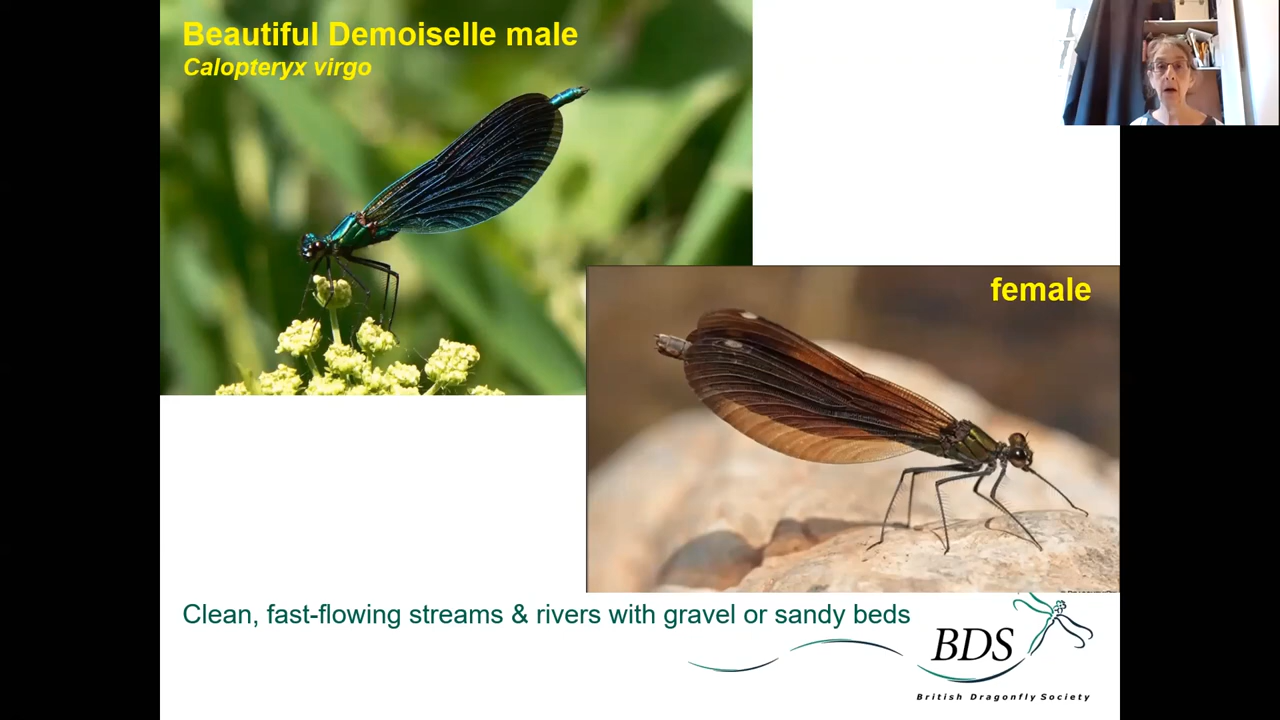 Beautiful Demoiselle male
Calopteryx virgo
female
Clean, fast-flowing streams & rivers with gravel or sandy beds
BDS
British Dragonfly Society